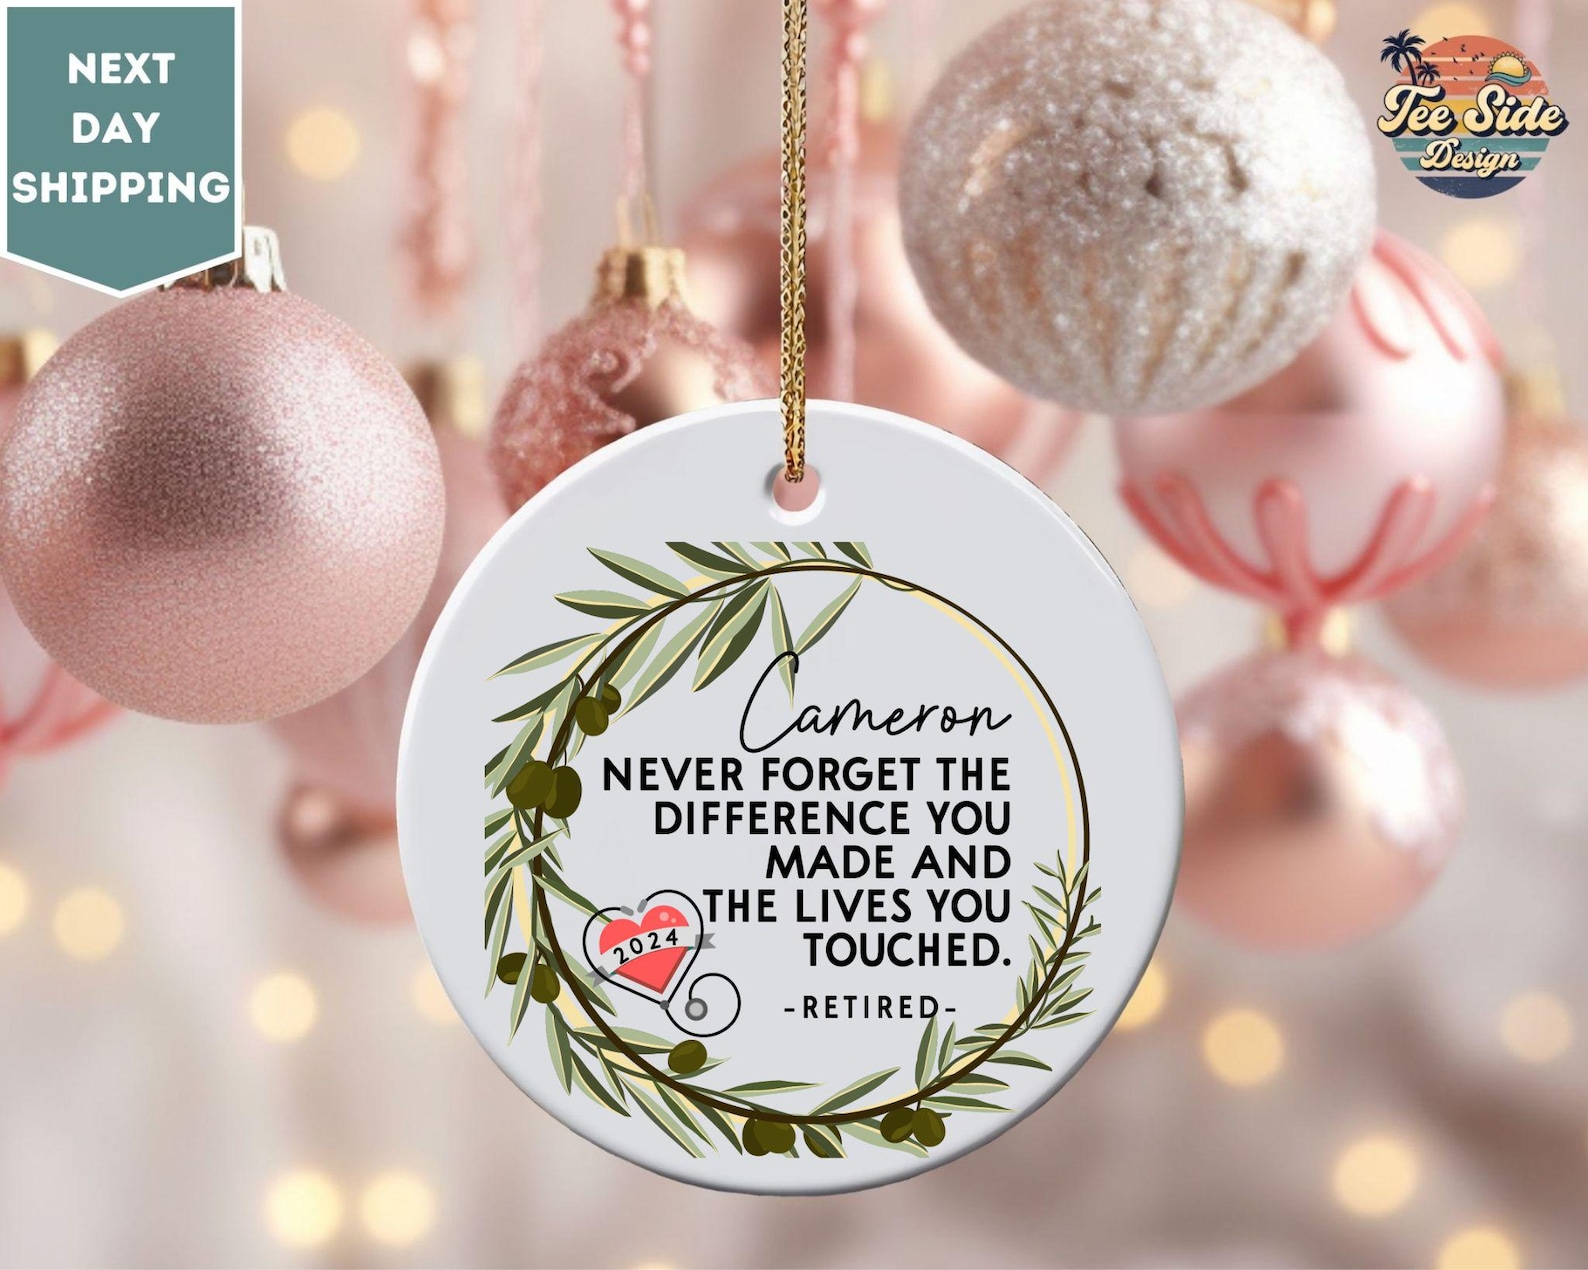 NEXT
DAY
SHIPPING
Tee Side
Design
Cameron
NEVER FORGET THE
DIFFERENCE YOU
MADE AND
THE LIVES YOU
TOUCHED.
2024
-RETIRED-